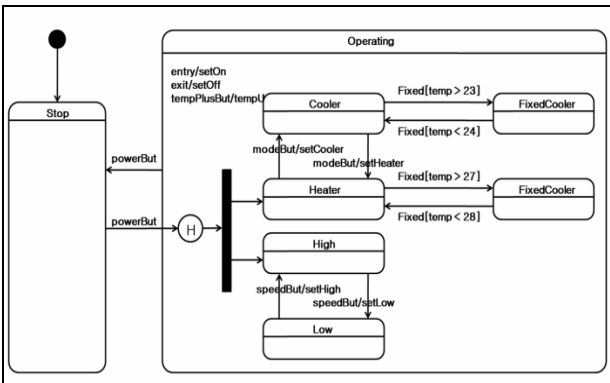 Operating
entry/setOn
exit/setOff
tempPlusBut/tempU
Cooler
Fixed[temp > 23]
FixedCooler
Stop
Fixed[temp < 24]
modeBut/setCooler
modeBut/setHeater
powerBut
Heater
Fixed[temp > 27]
FixedCooler
powerBut
Fixed[temp < 28]
H
High
speedBut/setHigh
speedBut/setLow
Low